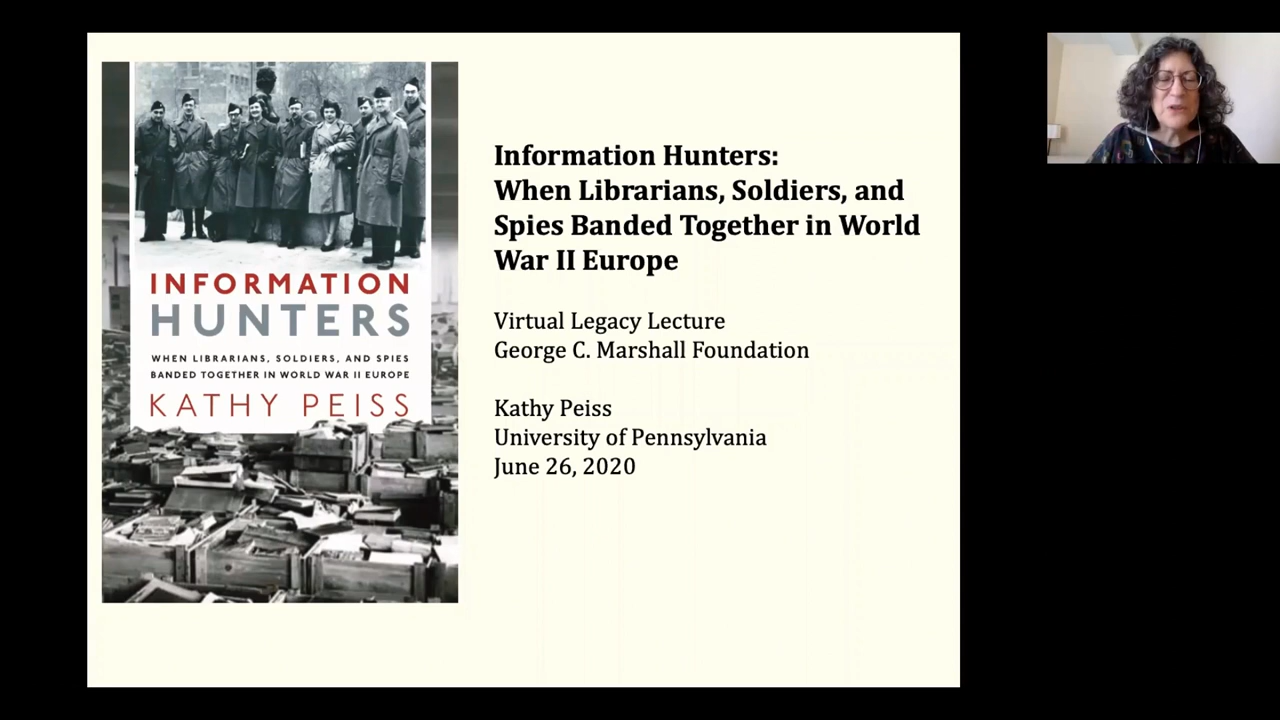 INFORMATION
HUNTERS
WHEN LIBRARIANS, SOLDIERS, AND SPIES
BANDED TOGETHER IN WORLD WAR II EUROPE
KATHY PEISS
Information Hunters:
When Librarians, Soldiers, and
Spies Banded Together in World
War II Europe
Virtual Legacy Lecture
George C. Marshall Foundation
Kathy Peiss
University of Pennsylvania
June 26, 2020